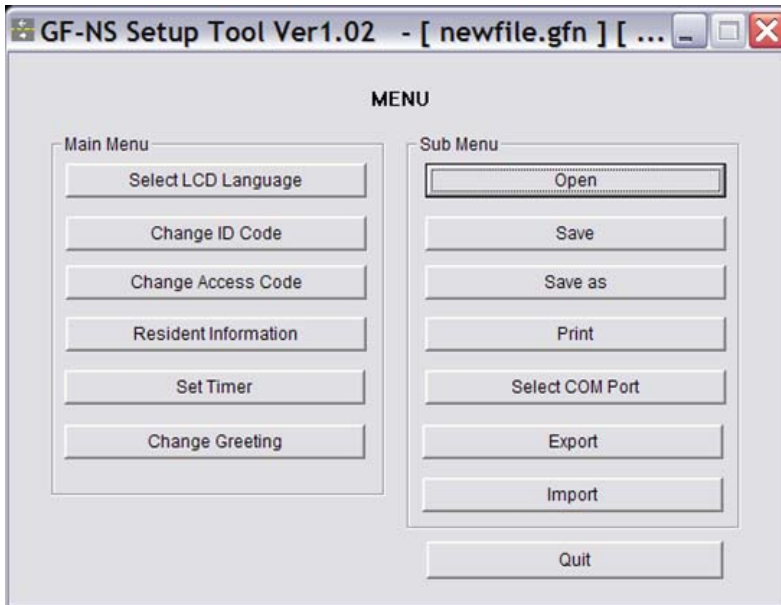 GF-NS Setup Tool Ver1.02 - [ newfile.gfn ] [ ...
MENU
Main Menu
Select LCD Language
Change ID Code
Change Access Code
Resident Information
Set Timer
Change Greeting
Sub Menu
Open
Save
Save as
Print
Select COM Port
Export
Import
Quit